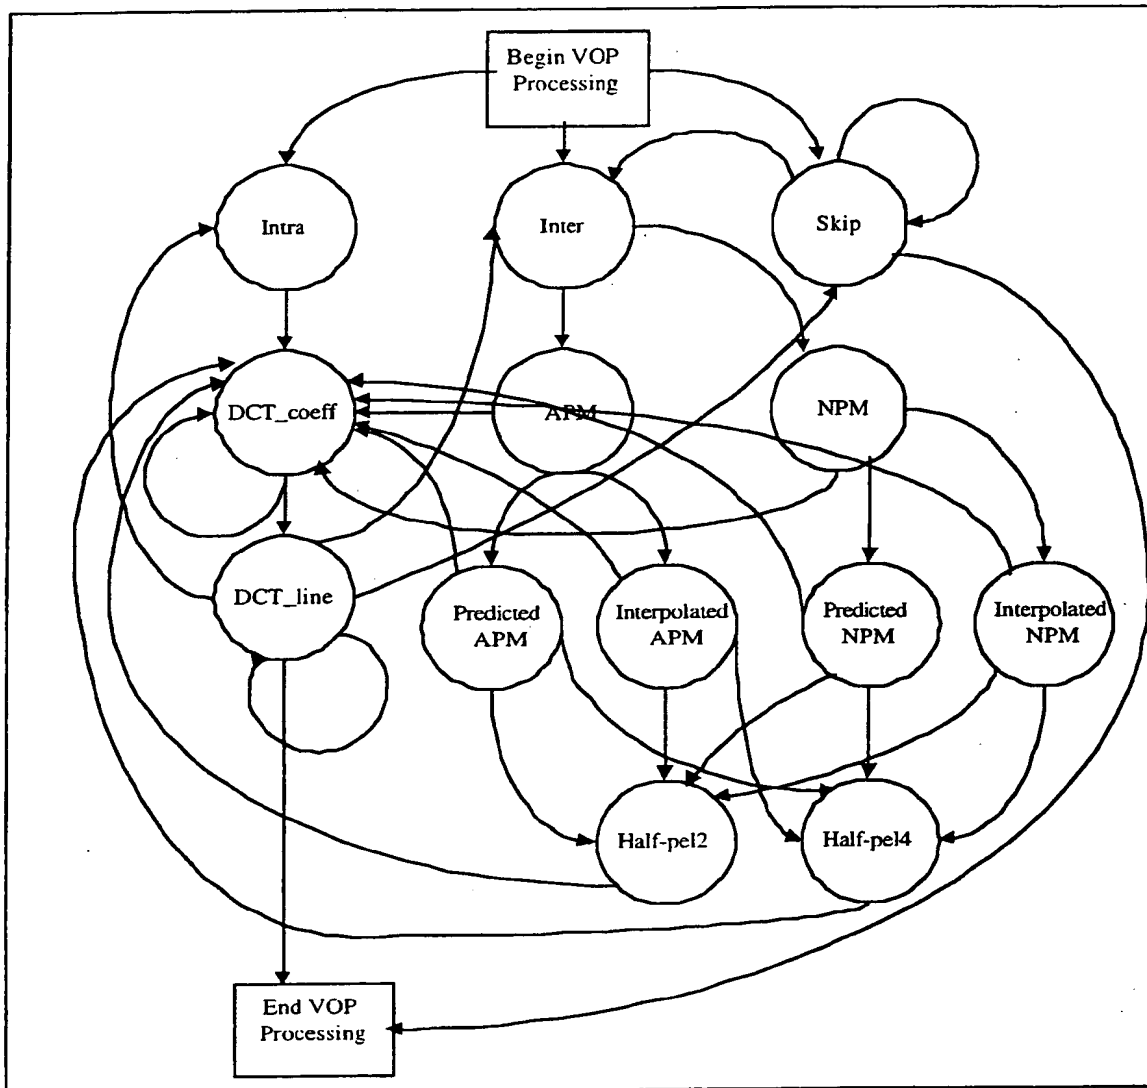 Begin VOP
Processing
Intra
Inter
Skip
DCT_coeff
APM
NPM
DCT_line
Predicted
APM
Interpolated
APM
Predicted
NPM
Interpolated
NPM
Half-pel2
Half-pel4
End VOP
Processing